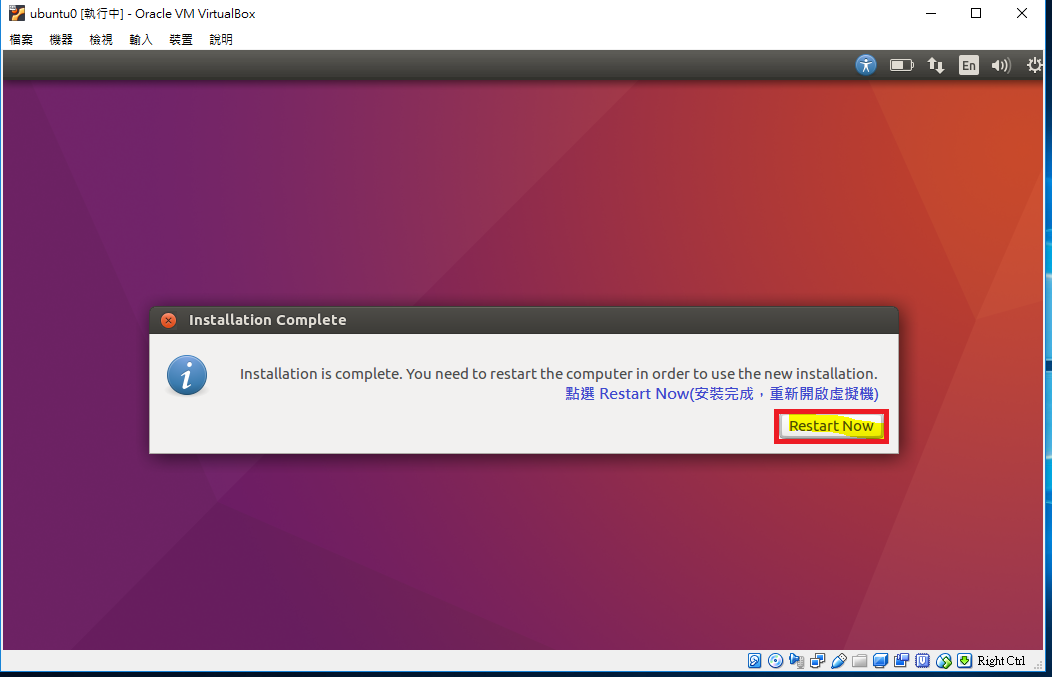 ubuntu0 [執行中] - Oracle VM VirtualBox
檔案 機器 檢視 輸入 裝置 說明
En
Installation Complete
Installation is complete. You need to restart the computer in order to use the new installation.
點選 Restart Now(安裝完成，重新開啟虛擬機)
Restart Now
Right Ctrl